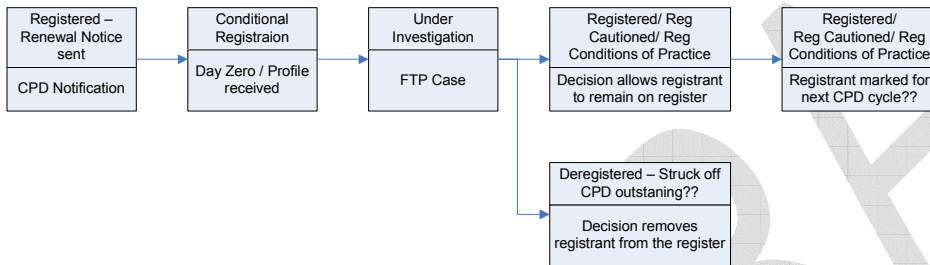 Registered –
Renewal Notice
sent
CPD Notification
Conditional
Registraion
Day Zero / Profile
received
Under
Investigation
FTP Case
Registered/ Reg
Cautioned/ Reg
Conditions of Practice
Decision allows registrant
to remain on register
Registered/
Reg Cautioned/ Reg
Conditions of Practice
Registrant marked for
next CPD cycle??
Deregistered – Struck off
CPD outstaning??
Decision removes
registrant from the register